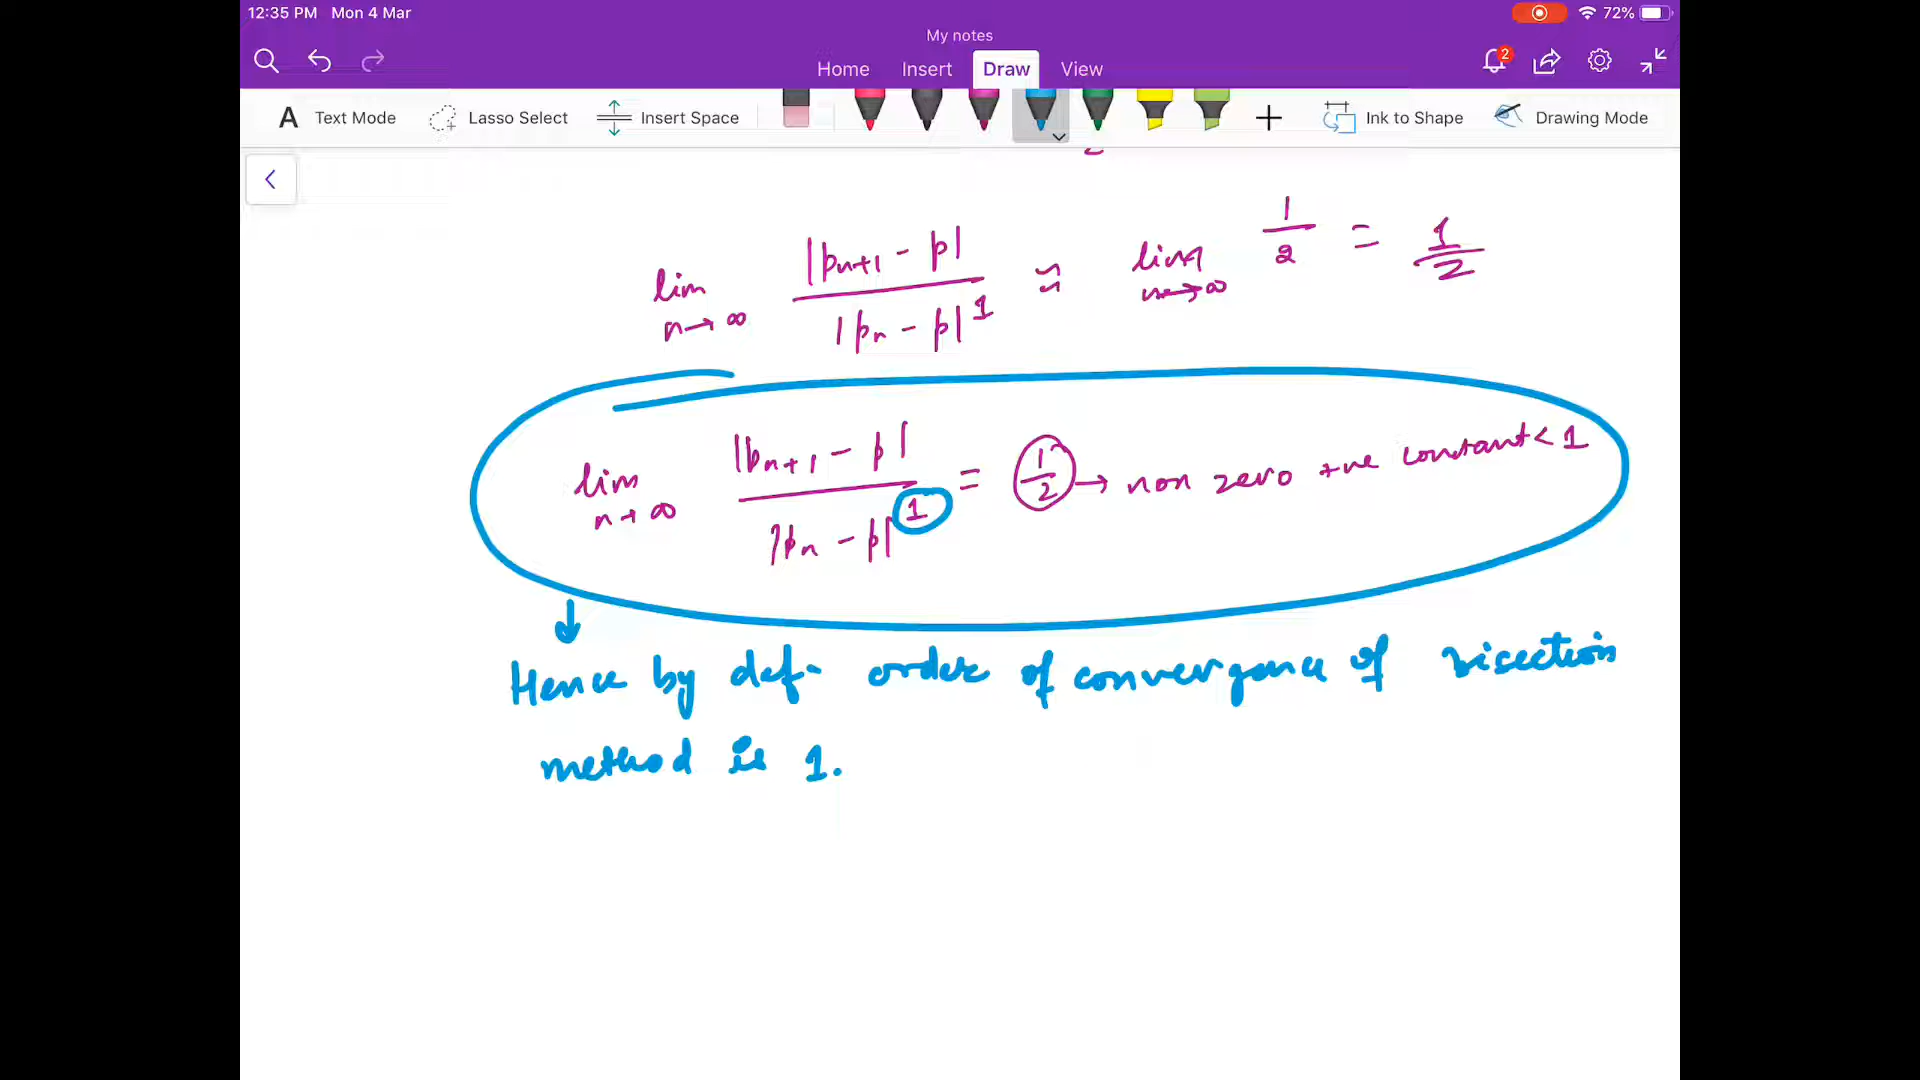 12:35 PM Mon 4 Mar
72%
My notes
Home Insert Draw View
2
A Text Mode Lasso Select Insert Space + Ink to Shape Drawing Mode
lim n→∞ |pn+1 - p| / |pn - p|^1 ≈ lim n→∞ 1/2 = 1/2
lim n→∞ |pn+1 - p| / |pn - p|^1 = 1/2 → non zero +ve constant < 1
Hence by def- order of convergence of bisection
method is 1.